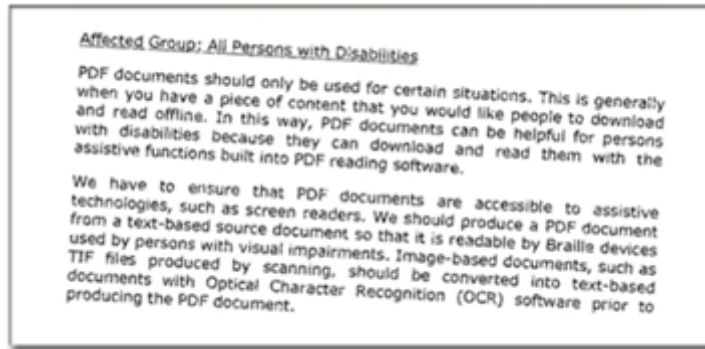 Affected Group: All Persons with Disabilities
PDF documents should only be used for certain situations. This is generally
when you have a piece of content that you would like people to download
and read offline. In this way, PDF documents can be helpful for persons
with disabilities because they can download and read them with the
assistive functions built into PDF reading software.
We have to ensure that PDF documents are accessible to assistive
technologies, such as screen readers. We should produce a PDF document
from a text-based source document so that it is readable by Braille devices
used by persons with visual impairments. Image-based documents, such as
TIF files produced by scanning, should be converted into text-based
documents with Optical Character Recognition (OCR) software prior to
producing the PDF document.